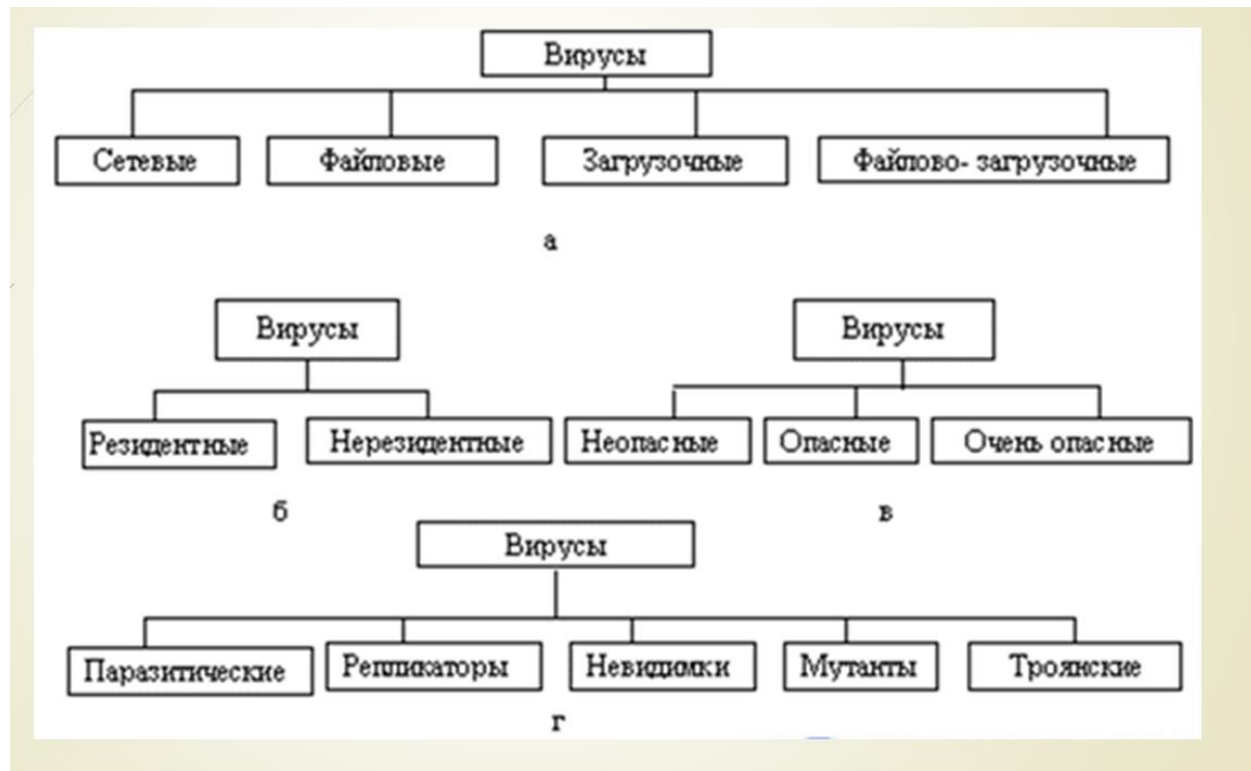 Вирусы
Сетевые Файловые Загрузочные Файлово- загрузочные
а
Вирусы Вирусы
Резидентные Нерезидентные Неопасные Опасные Очень опасные
б в
Вирусы
Паразитические Репликаторы Невидимки Мутанты Троянские
г